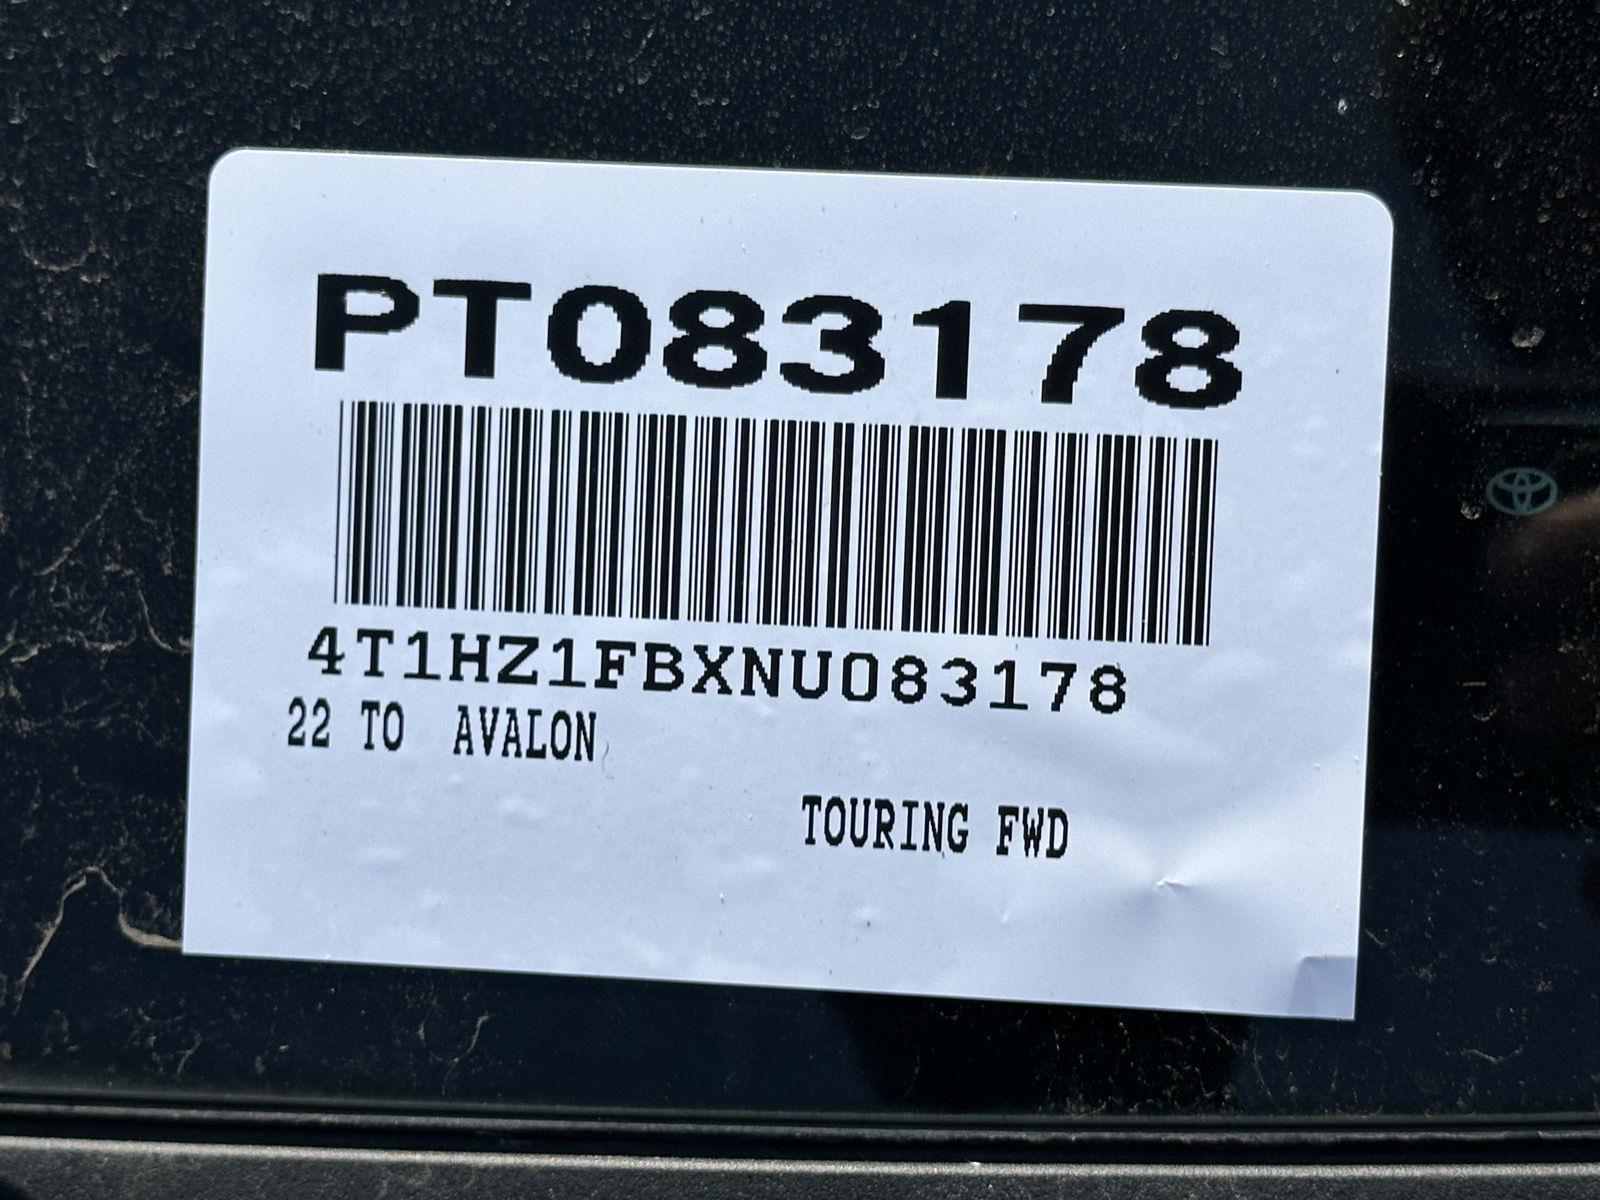 PT083178
4T1HZ1FBXNU083178
22 TO AVALON
TOURING FWD